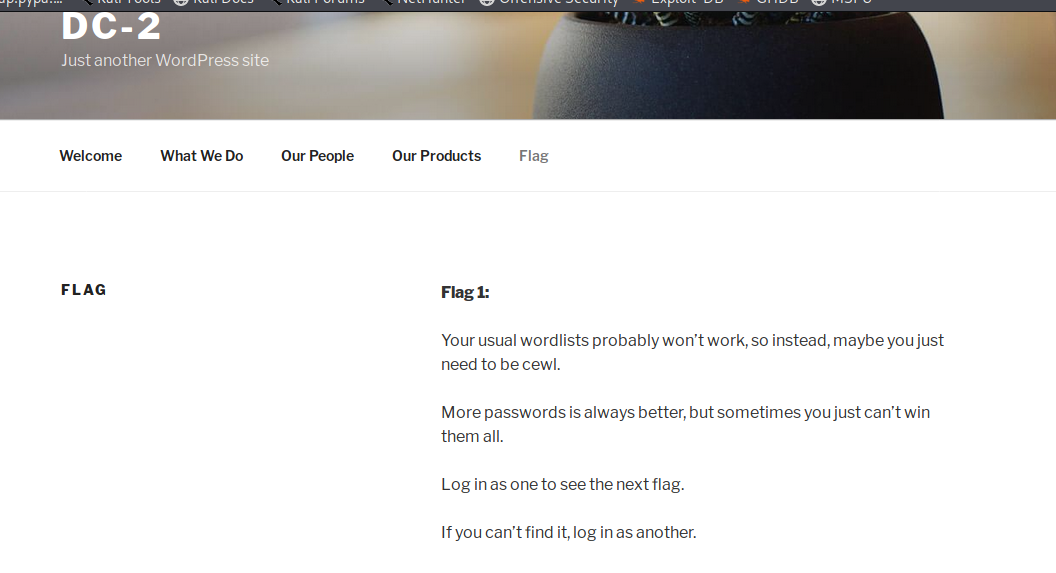 Kali Tools Kali Docs Kali Forums NetHunter Offensive Security Exploit-DB GHDB MSFU
DC-2
Just another WordPress site
Welcome What We Do Our People Our Products Flag
FLAG
Flag 1:
Your usual wordlists probably won’t work, so instead, maybe you just
need to be cewl.
More passwords is always better, but sometimes you just can’t win
them all.
Log in as one to see the next flag.
If you can’t find it, log in as another.